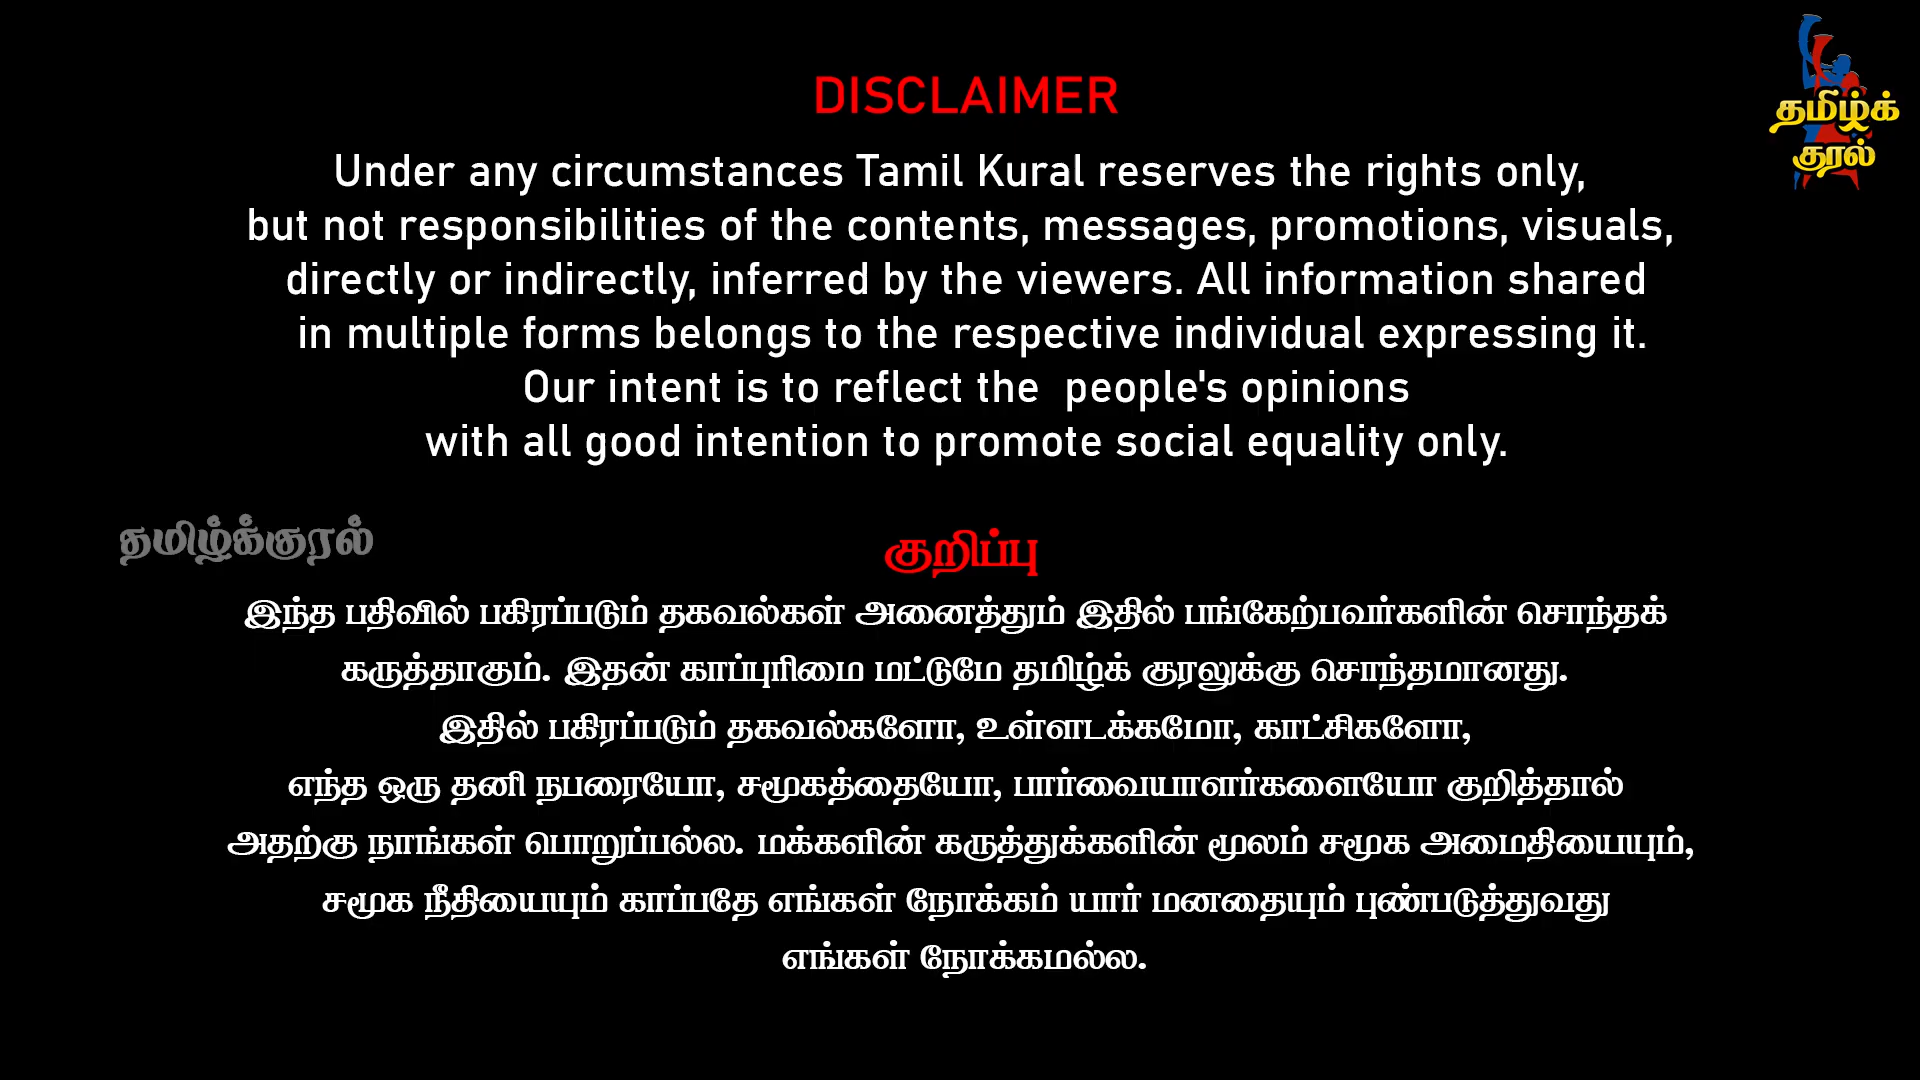 தமிழ்க்
குரல்
DISCLAIMER
Under any circumstances Tamil Kural reserves the rights only,
but not responsibilities of the contents, messages, promotions, visuals,
directly or indirectly, inferred by the viewers. All information shared
in multiple forms belongs to the respective individual expressing it.
Our intent is to reflect the people's opinions
with all good intention to promote social equality only.
தமிழ்க்குரல்
குறிப்பு
இந்த பதிவில் பகிரப்படும் தகவல்கள் அனைத்தும் இதில் பங்கேற்பவர்களின் சொந்தக்
கருத்தாகும். இதன் காப்புரிமை மட்டுமே தமிழ்க் குரலுக்கு சொந்தமானது.
இதில் பகிரப்படும் தகவல்களோ, உள்ளடக்கமோ, காட்சிகளோ,
எந்த ஒரு தனி நபரையோ, சமூகத்தையோ, பார்வையாளர்களையோ குறித்தால்
அதற்கு நாங்கள் பொறுப்பல்ல. மக்களின் கருத்துக்களின் மூலம் சமூக அமைதியையும்,
சமூக நீதியையும் காப்பதே எங்கள் நோக்கம் யார் மனதையும் புண்படுத்துவது
எங்கள் நோக்கமல்ல.